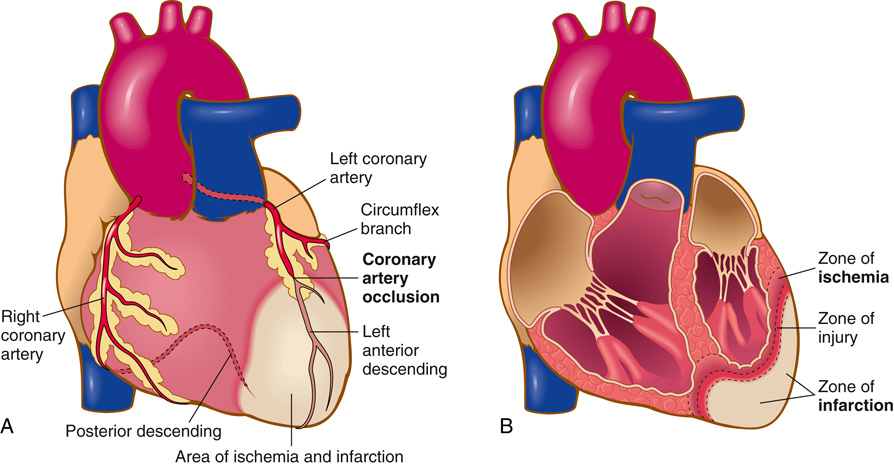 Left coronary
artery
Circumflex
branch
Coronary
artery
occlusion
Right
coronary
artery
Left
anterior
descending
Posterior descending
Area of ischemia and infarction
A
Zone of
ischemia
Zone of
injury
Zone of
infarction
B